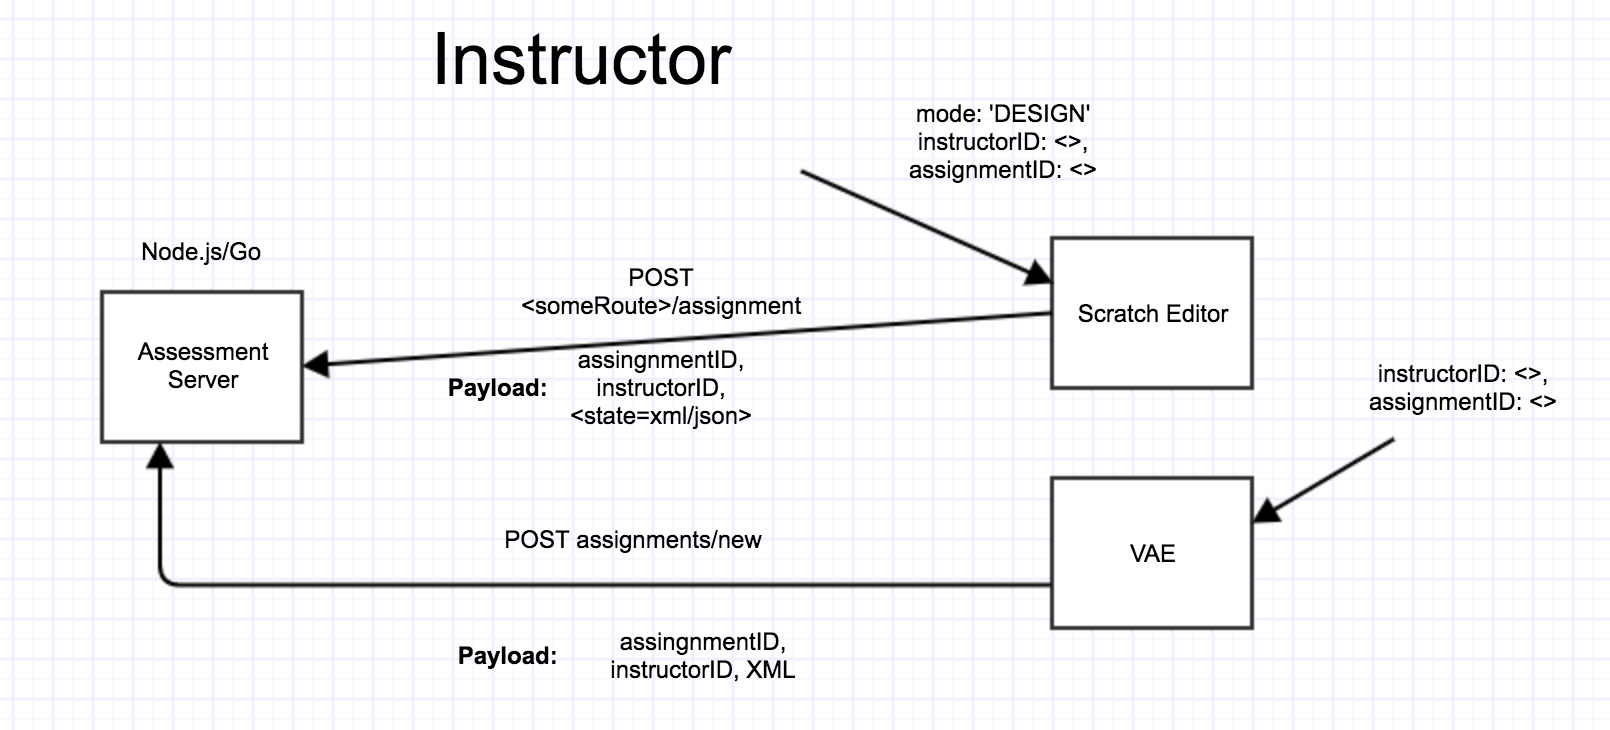 Instructor
mode: 'DESIGN'
instructorID: <>,
assignmentID: <>
Node.js/Go
POST
<someRoute>/assignment
Scratch Editor
Assessment
Server
assingnmentID,
Payload: instructorID,
<state=xml/json>
instructorID: <>,
assignmentID: <>
POST assignments/new
VAE
assingnmentID,
Payload:
instructorID, XML